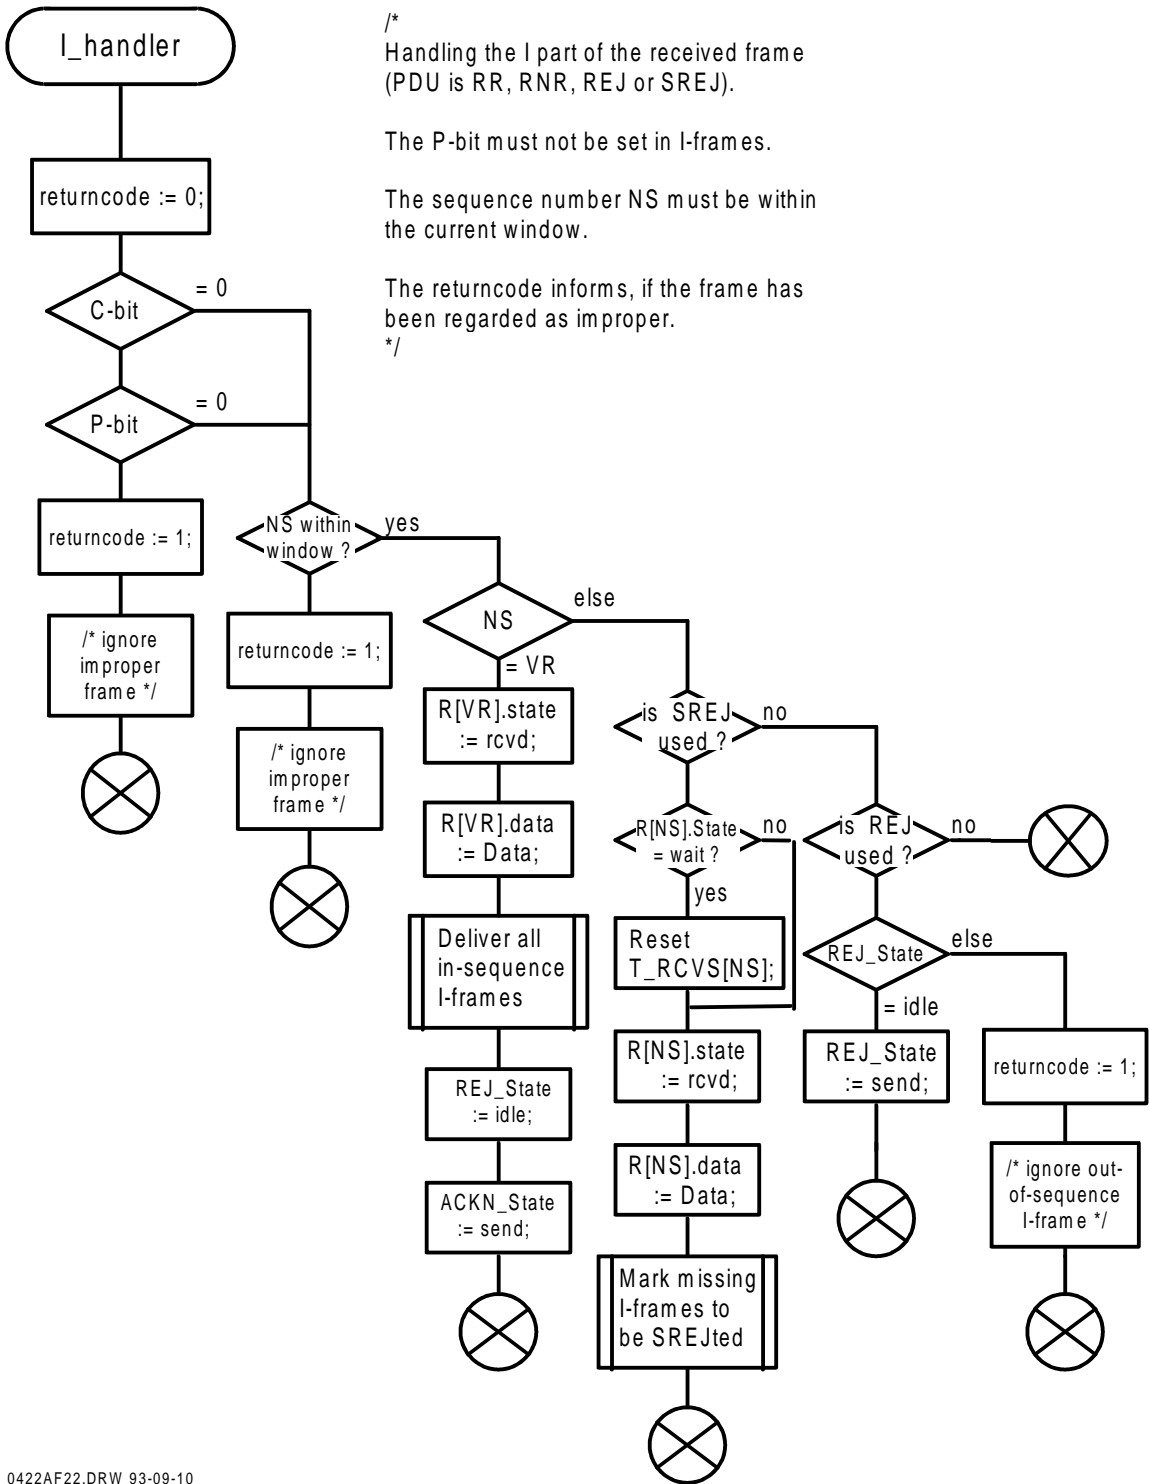 I_handler
/*
Handling the I part of the received frame
(PDU is RR, RNR, REJ or SREJ).
The P-bit must not be set in I-frames.
The sequence number NS must be within
the current window.
The returncode informs, if the frame has
been regarded as improper.
*/
returncode := 0;
C-bit
= 0
P-bit
= 0
returncode := 1;
/* ignore
improper
frame */
NS within
window ?
yes
returncode := 1;
/* ignore
improper
frame */
NS
else
= VR
R[VR].state
:= rcvd;
R[VR].data
:= Data;
Deliver all
in-sequence
I-frames
REJ_State
:= idle;
ACKN_State
:= send;
is SREJ
used ?
no
R[NS].State
= wait ?
no
yes
Reset
T_RCVS[NS];
R[NS].state
:= rcvd;
R[NS].data
:= Data;
Mark missing
I-frames to
be SREJted
is REJ
used ?
no
REJ_State
else
= idle
REJ_State
:= send;
returncode := 1;
/* ignore out-
of-sequence
I-frame */
0422AF22.DRW 93-09-10